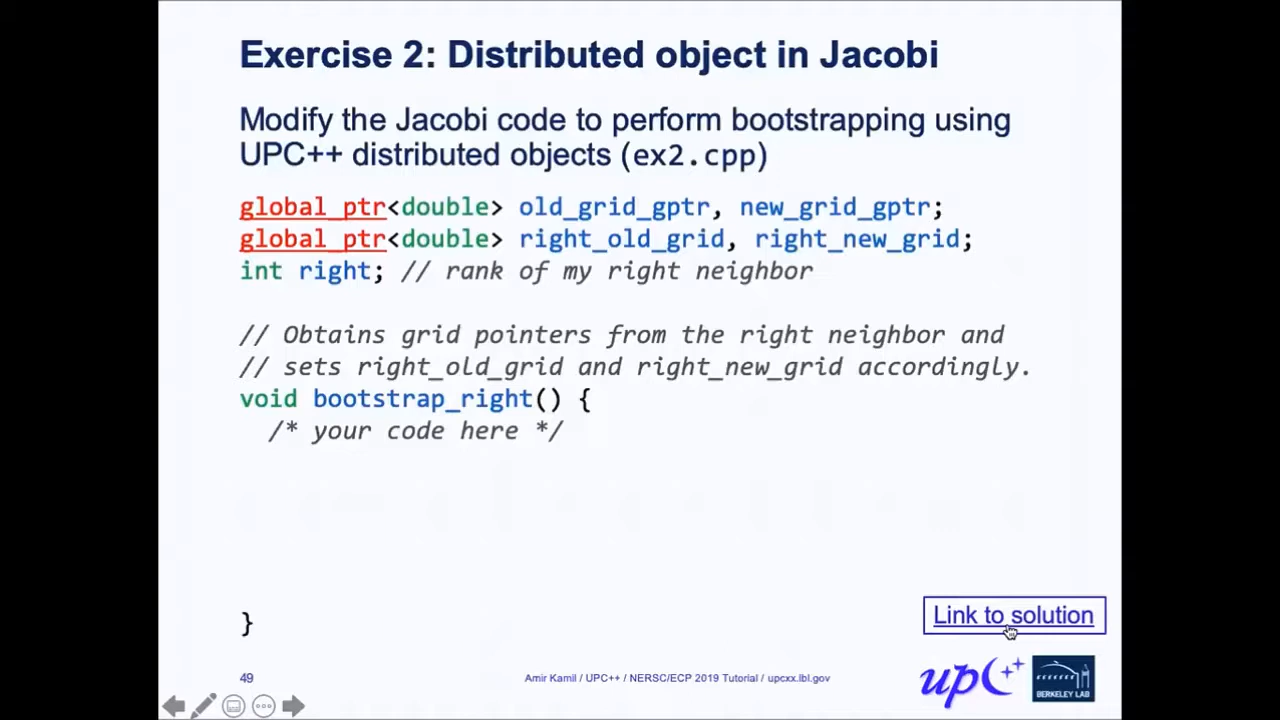 Exercise 2: Distributed object in Jacobi
Modify the Jacobi code to perform bootstrapping using
UPC++ distributed objects (ex2.cpp)
global_ptr<double> old_grid_gptr, new_grid_gptr;
global_ptr<double> right_old_grid, right_new_grid;
int right; // rank of my right neighbor
// Obtains grid pointers from the right neighbor and
// sets right_old_grid and right_new_grid accordingly.
void bootstrap_right() {
/* your code here */
}
Link to solution
49
Amir Kamil / UPC++ / NERSC/ECP 2019 Tutorial / upcxx.lbl.gov
upc++
BERKELEY LAB